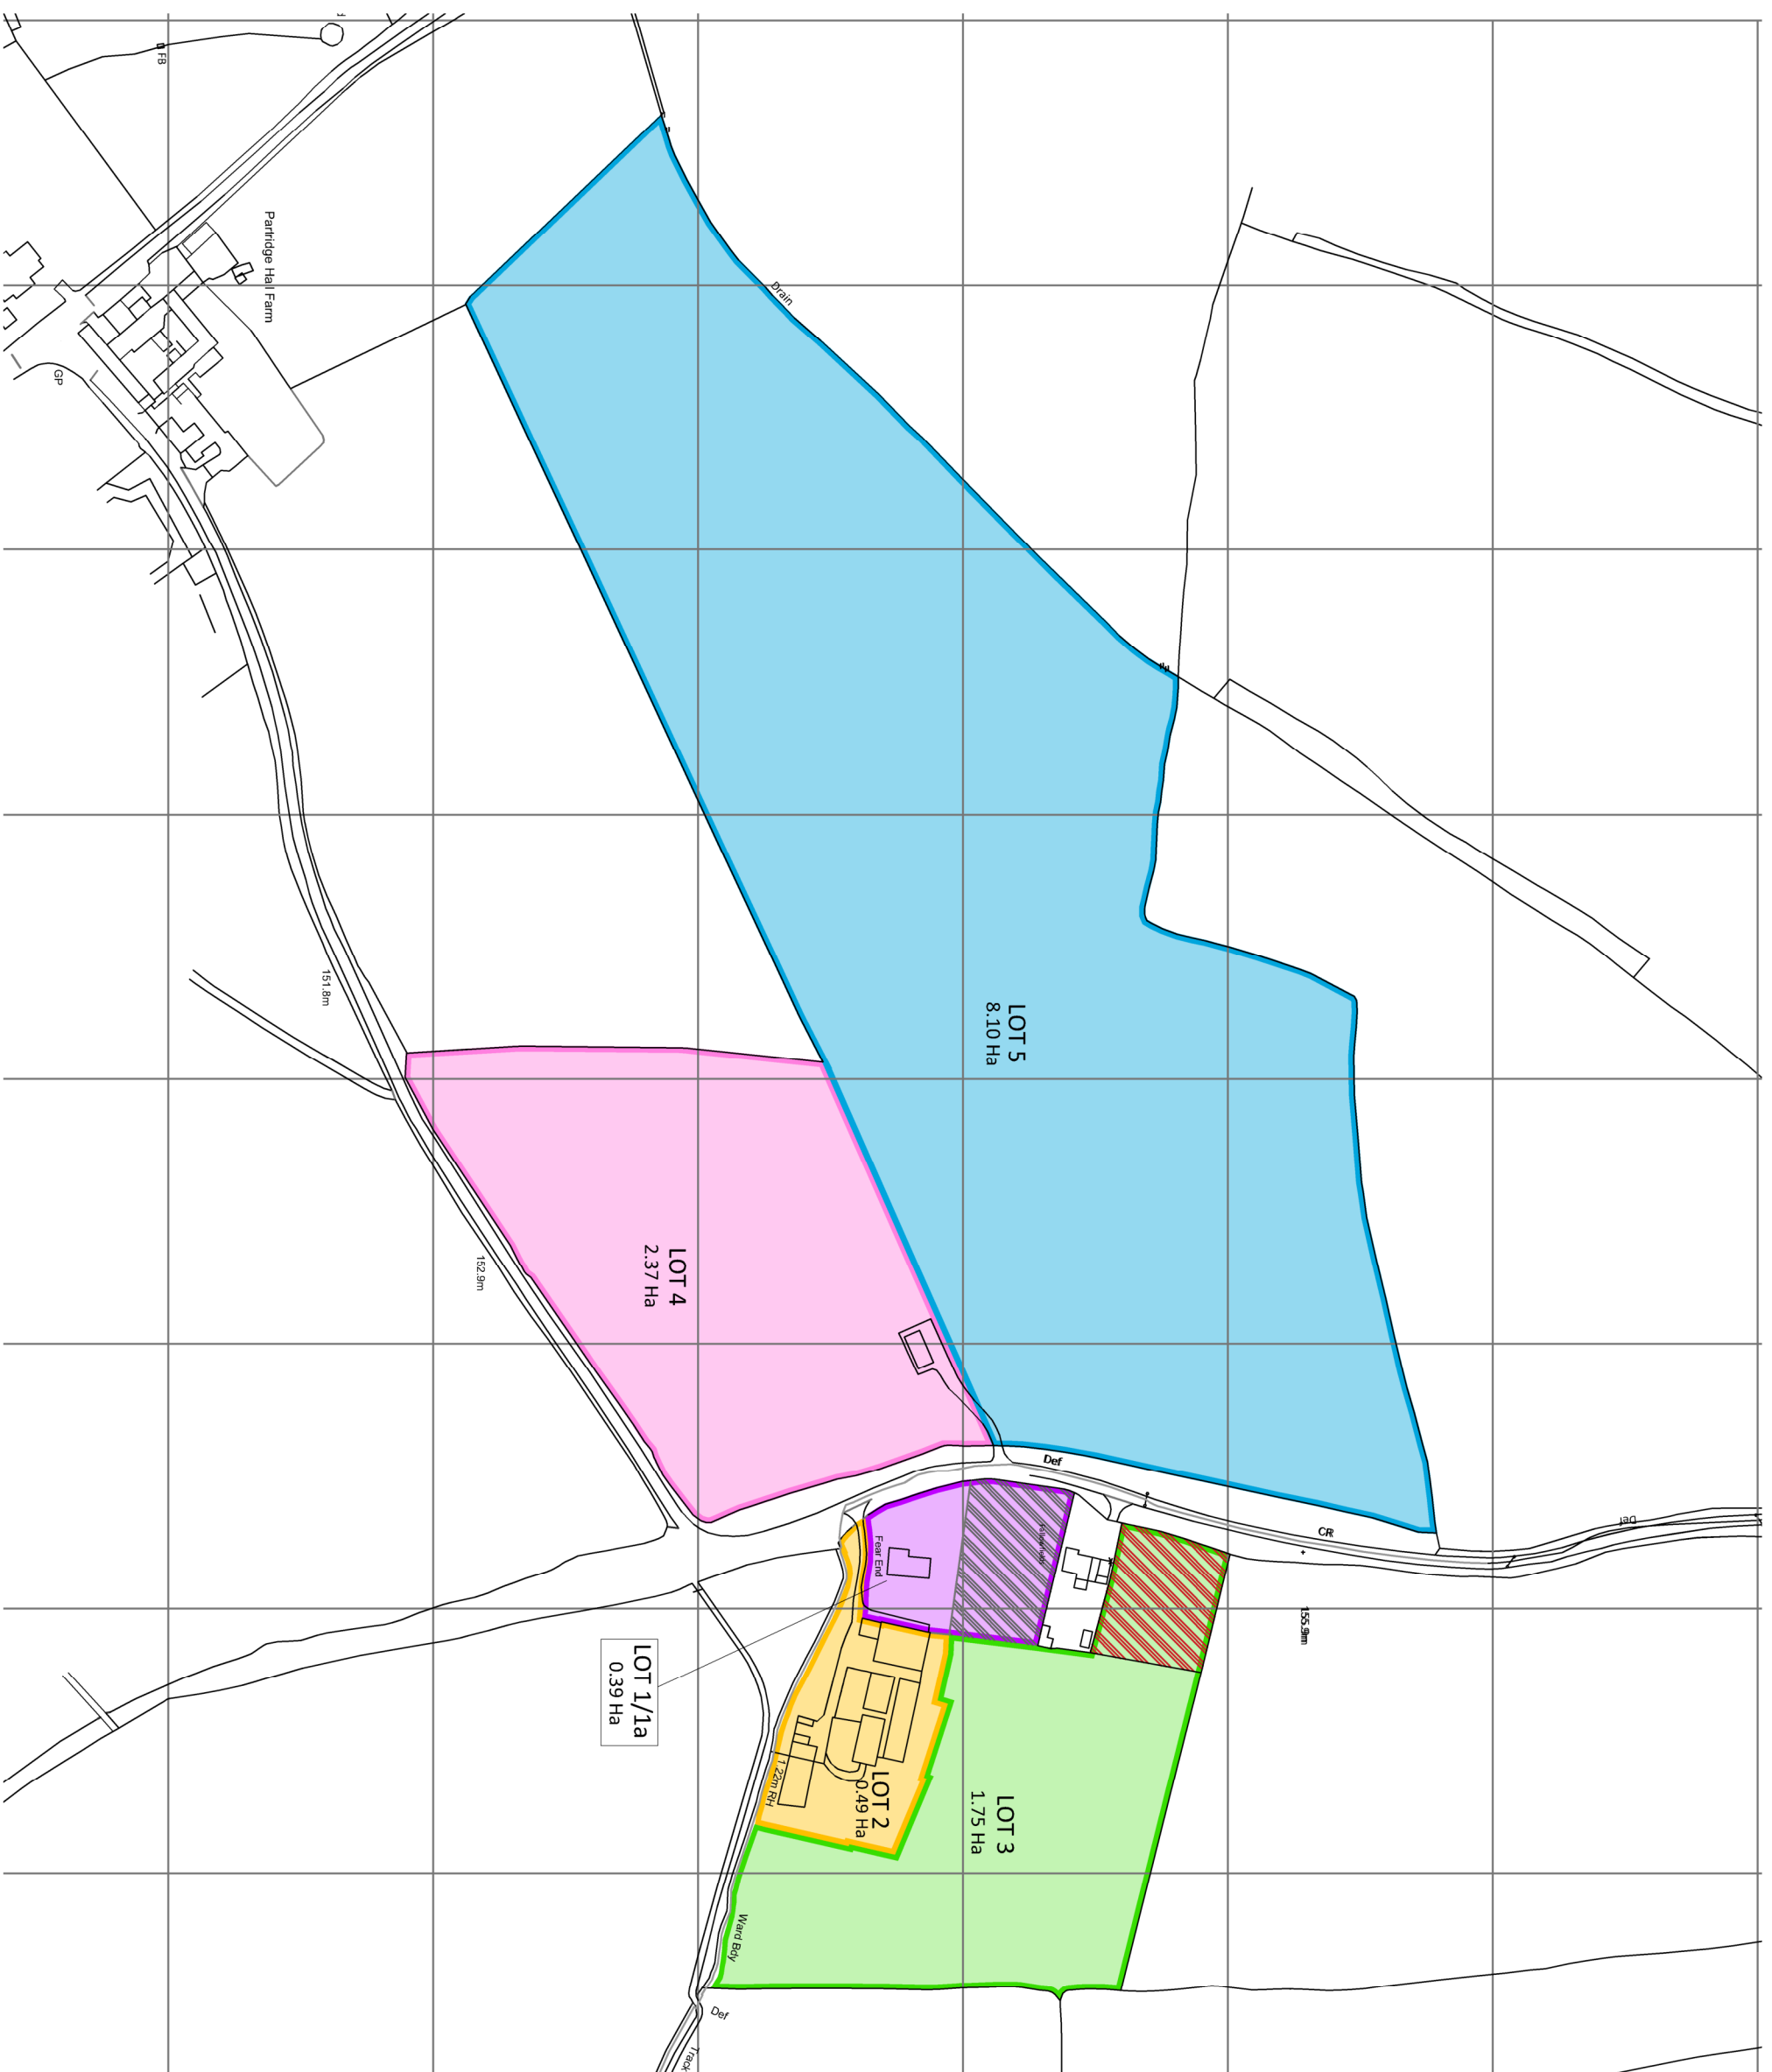 FB
Partridge Hall Farm
GP
Drain
151.8m
LOT 5
8.10 Ha
152.9m
LOT 4
2.37 Ha
Def
CR
Def
155.9m
Fear End
LOT 1/1a
0.39 Ha
LOT 2
0.49 Ha
1.22m RH
LOT 3
1.75 Ha
Ward Bdy
Def
Track